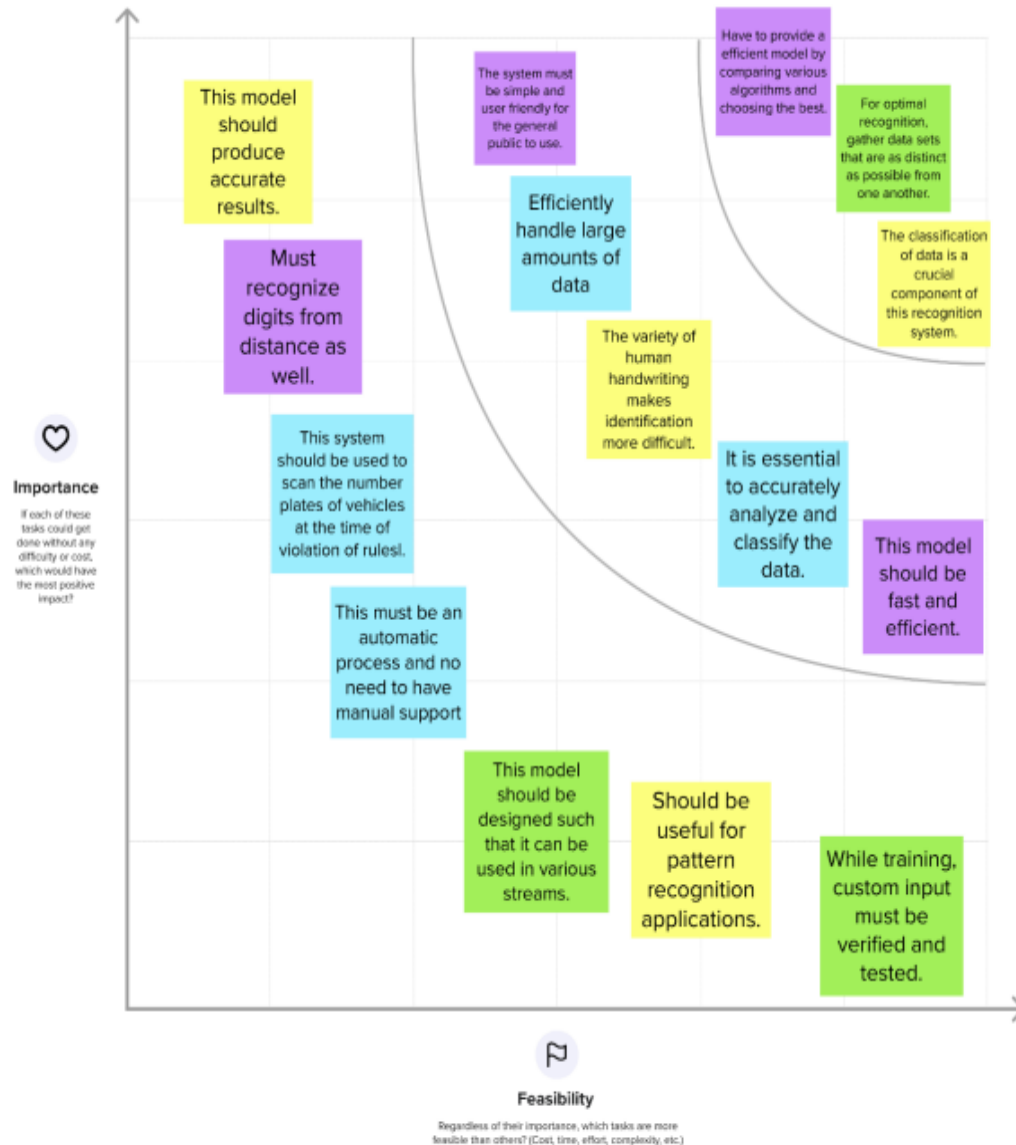 Have to provide a
efficient model by
comparing various
algorithms and
choosing the best.
The system must
be simple and
user friendly for
the general
public to use.
This model
should
produce
accurate
results.
For optimal
recognition,
gather data sets
that are as distinct
as possible from
one another.
Efficiently
handle large
amounts of
data
The classification
of data is a
crucial
component of
this recognition
system.
Must
recognize
digits from
distance as
well.
The variety of
human
handwriting
makes
identification
more difficult.
This system
should be used to
scan the number
plates of vehicles
at the time of
violation of rulesl.
It is essential
to accurately
analyze and
classify the
data.
Importance
If each of these
tasks could get
done without any
difficulty or cost,
which would have
the most positive
impact?
This model
should be
fast and
efficient.
This must be an
automatic
process and no
need to have
manual support
This model
should be
designed such
that it can be
used in various
streams.
Should be
useful for
pattern
recognition
applications.
While training,
custom input
must be
verified and
tested.
Feasibility
Regardless of their importance, which tasks are more
feasible than others? (Cost, time, effort, complexity, etc.)